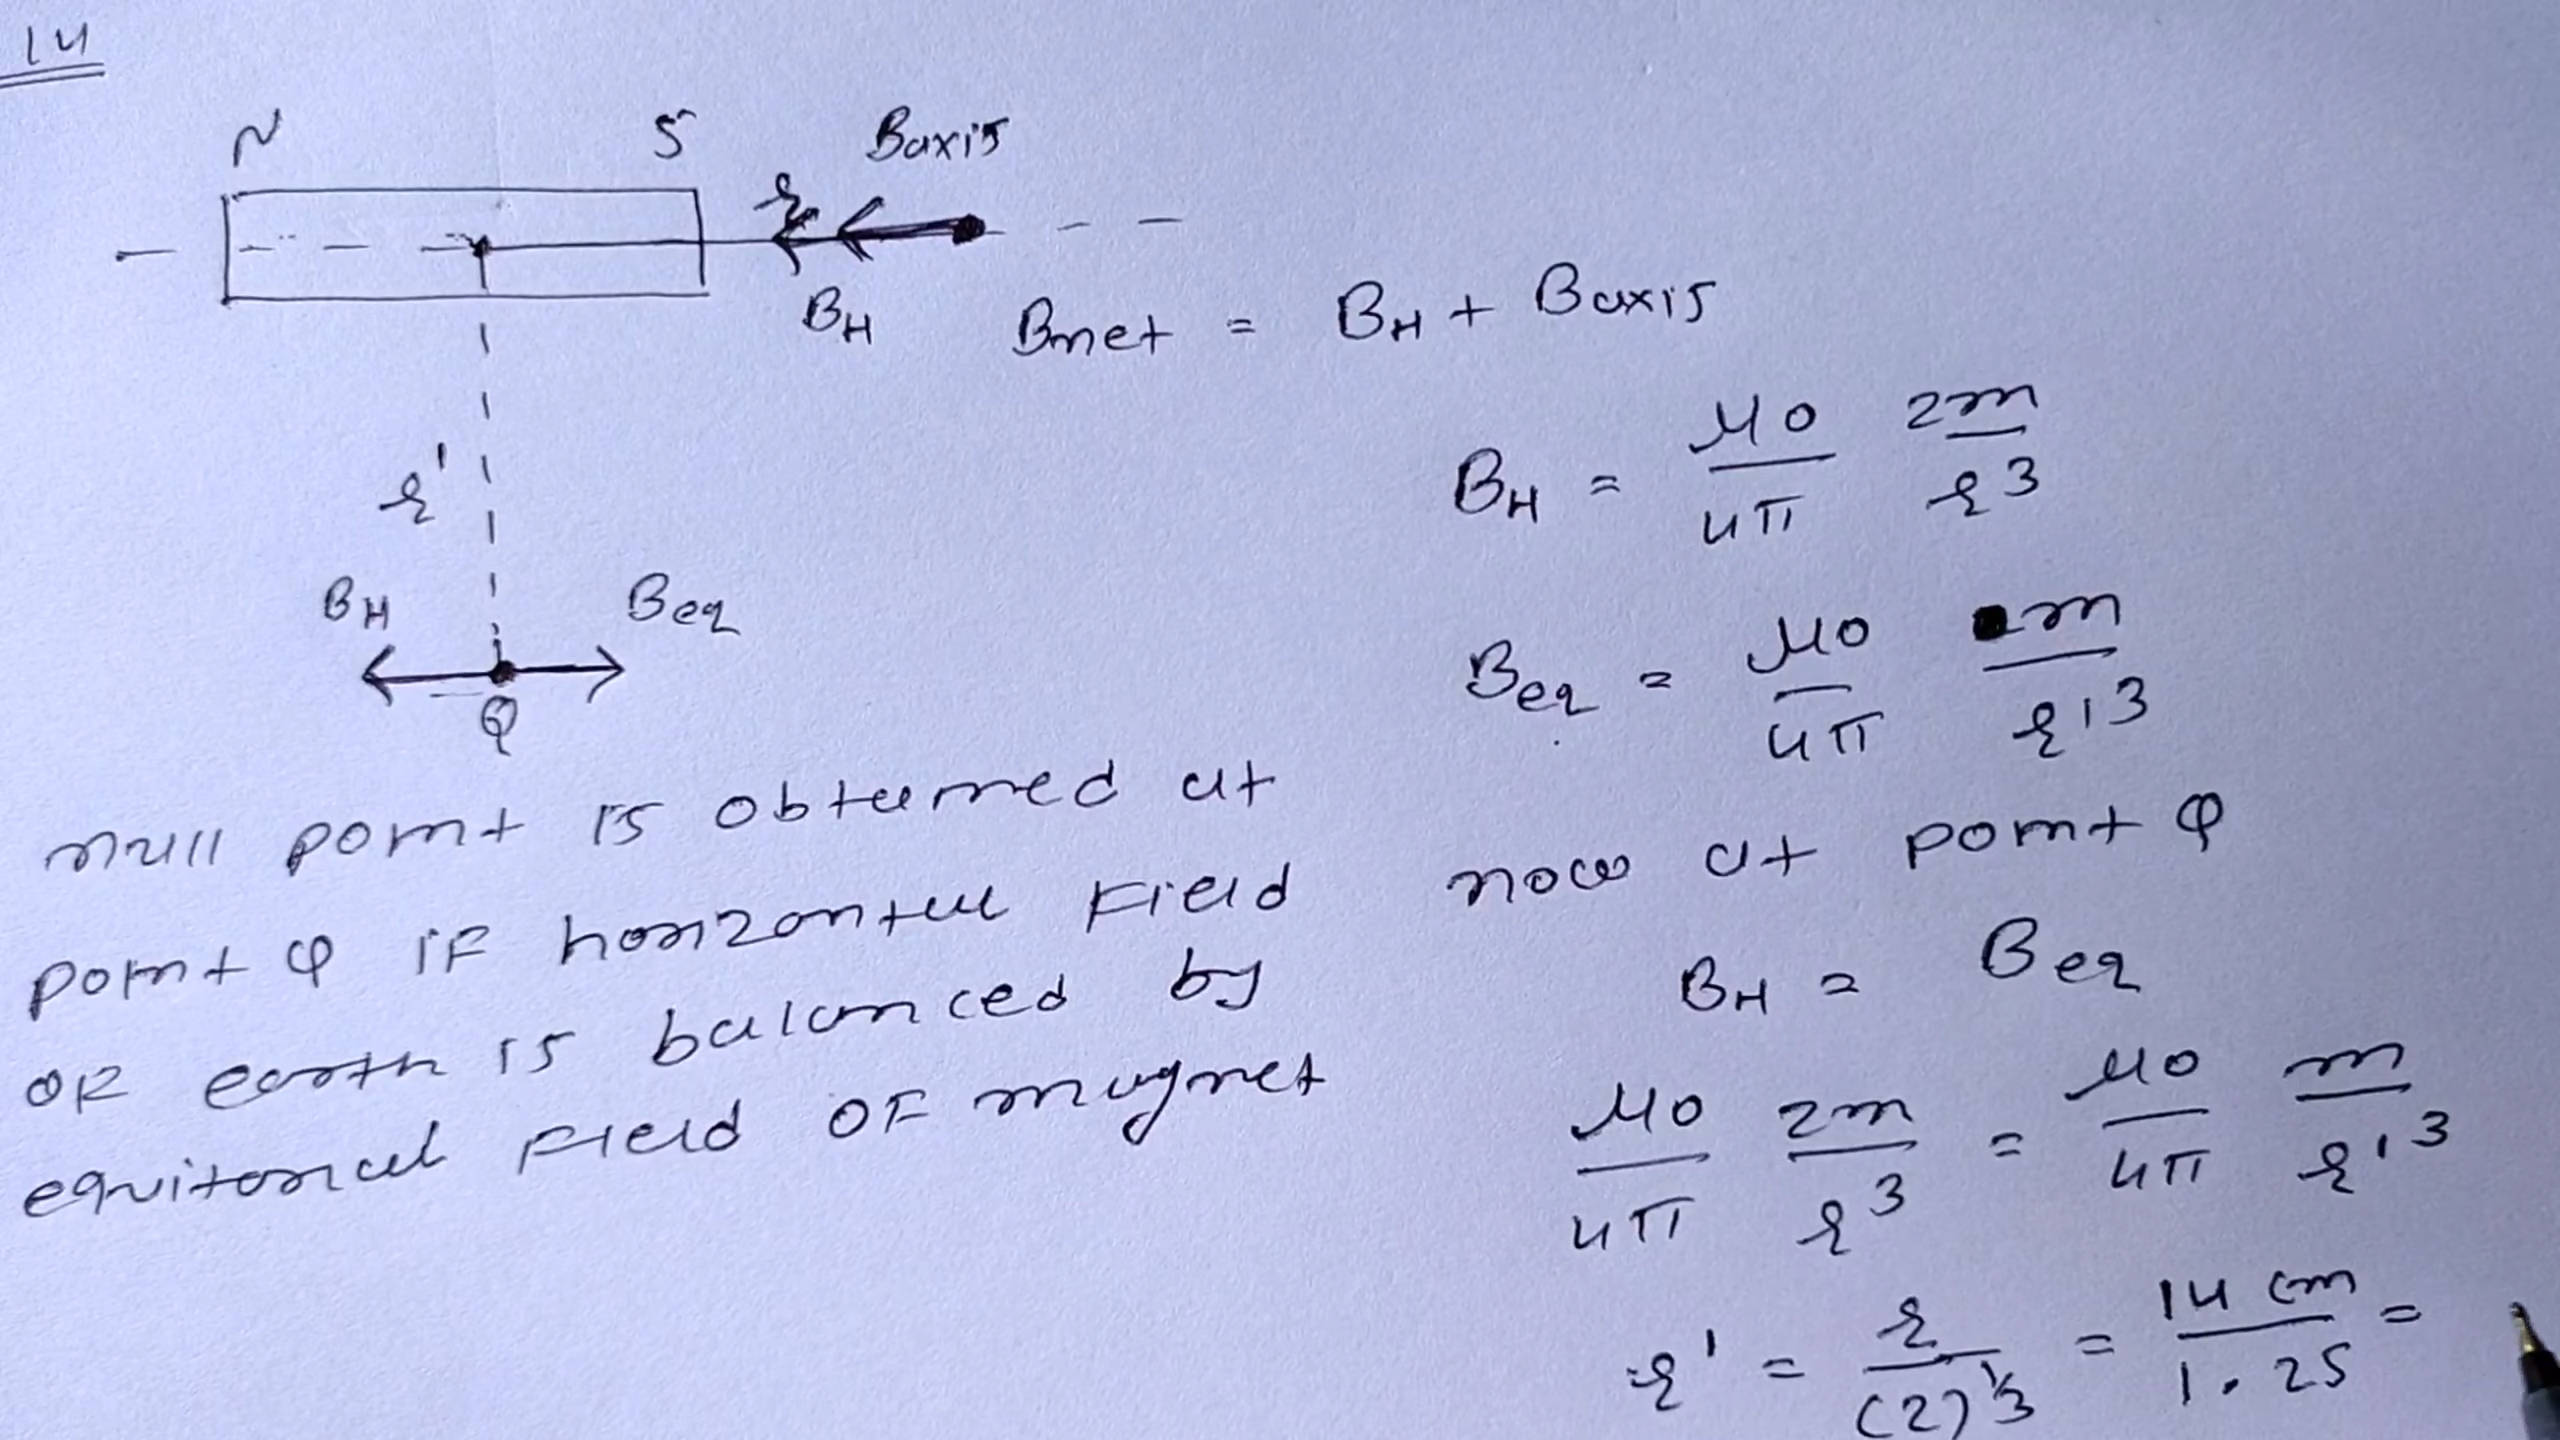 14
N S Baxis
r
BH Bnet = BH + Baxis
r'
BH Beq
Q
null point is obtained at
point Q if horizontal field
of earth is balanced by
equitorial field of magnet
BH = μ0/4π 2m/r³
Beq = μ0/4π m/r'³
now at point Q
BH = Beq
μ0/4π 2m/r³ = μ0/4π m/r'³
r' = r/(2)^1/3 = 14 cm/1.25 =